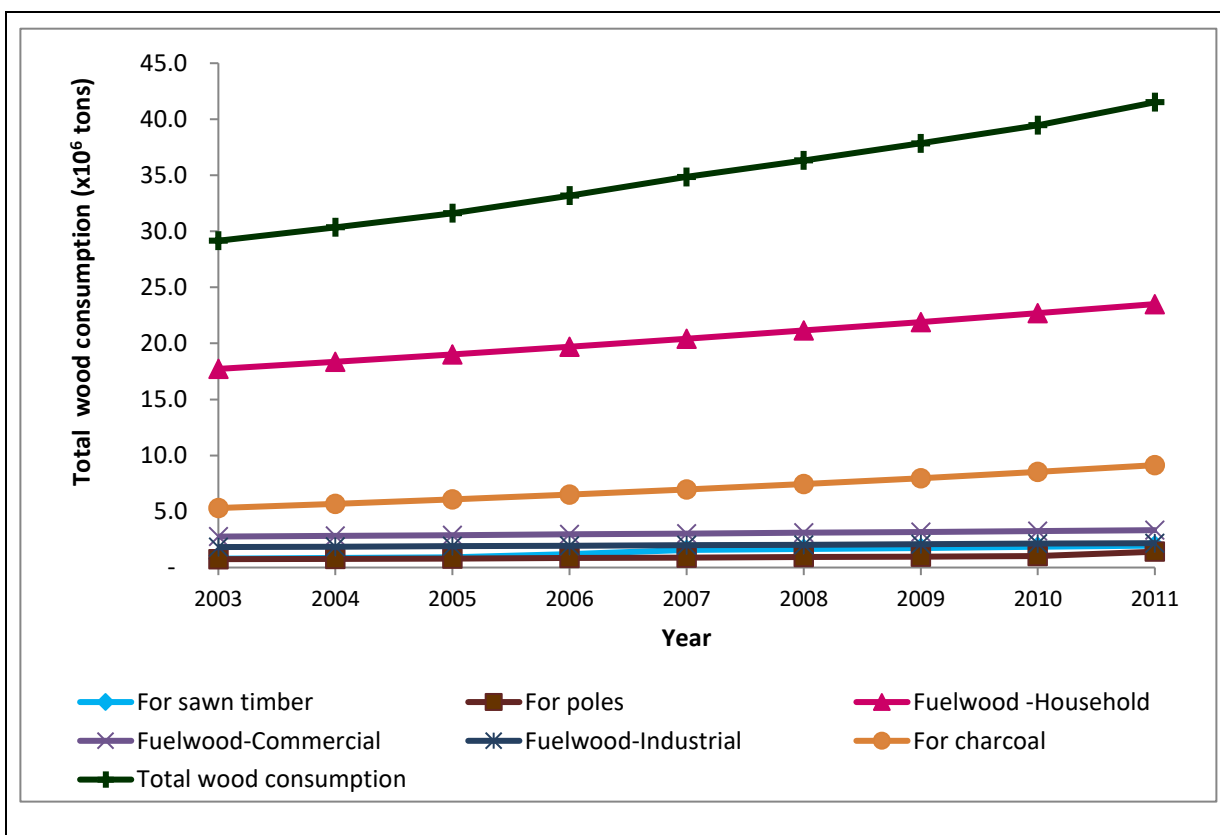 Total wood consumption (x10⁶ tons)
45.0
40.0
35.0
30.0
25.0
20.0
15.0
10.0
5.0
-
2003 2004 2005 2006 2007 2008 2009 2010 2011
Year
For sawn timber For poles Fuelwood -Household
Fuelwood-Commercial Fuelwood-Industrial For charcoal
Total wood consumption